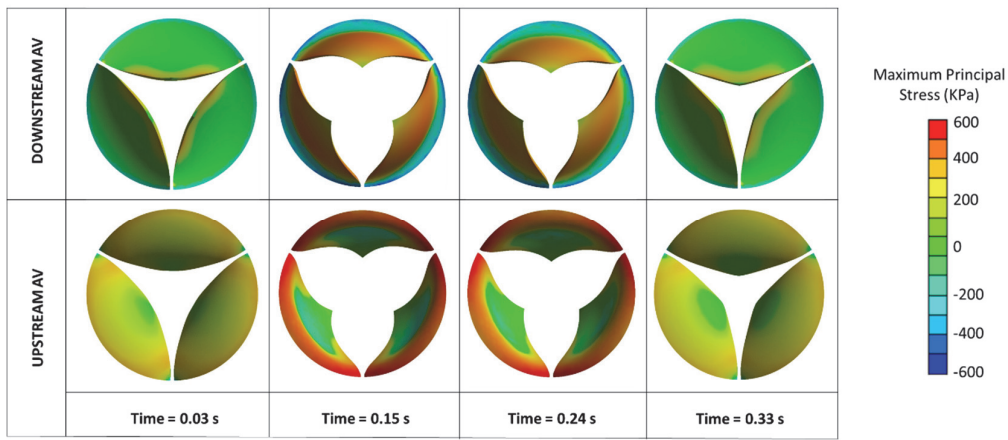 DOWNSTREAM AV
UPSTREAM AV
Time = 0.03 s
Time = 0.15 s
Time = 0.24 s
Time = 0.33 s
Maximum Principal
Stress (KPa)
600
400
200
0
-200
-400
-600